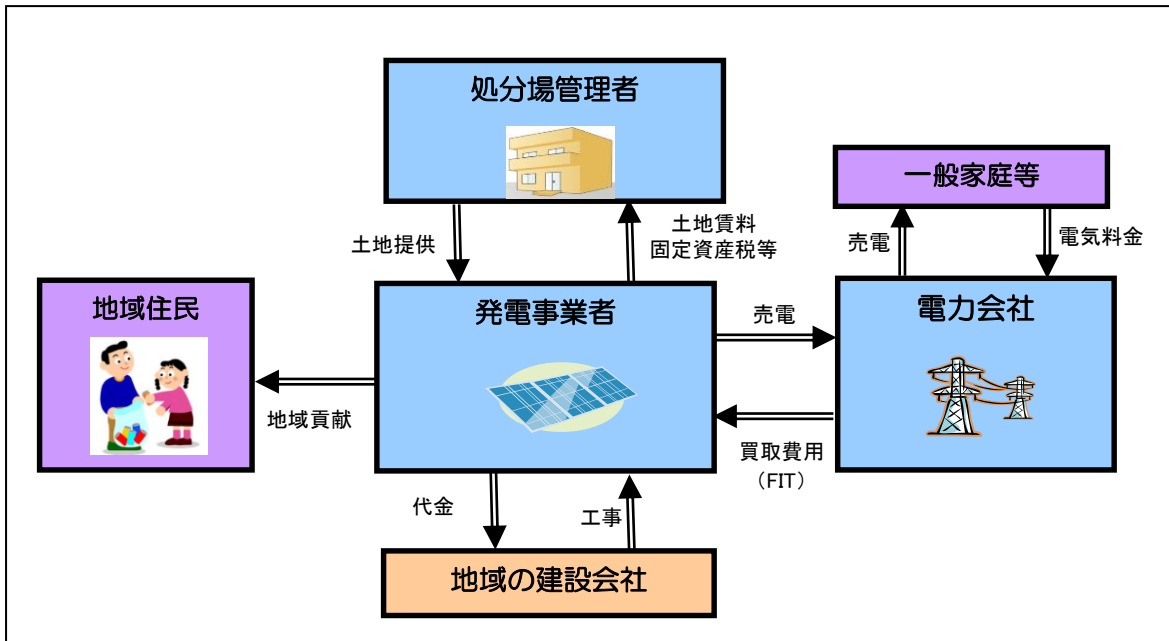 処分場管理者
一般家庭等
土地提供
土地賃料
固定資産税等
売電
電気料金
地域住民
発電事業者
売電
電力会社
地域貢献
買取費用
（FIT）
代金
工事
地域の建設会社